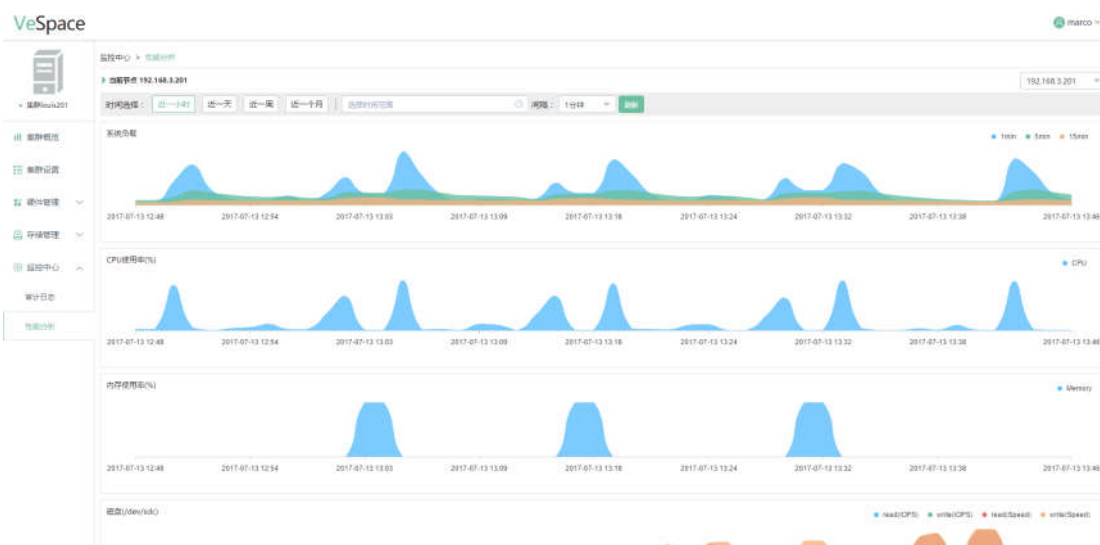 VeSpace
marco
监控中心 > 性能分析
当前节点 192.168.3.201
192.168.3.201
集群louis201
时间选择： 近一小时 近一天 近一周 近一个月 选择时间范围 间隔： 1分钟 刷新
集群概览
集群设置
硬件管理
存储管理
监控中心
审计日志
性能分析
系统负载
1min 5min 15min
2017-07-13 12:48 2017-07-13 12:54 2017-07-13 13:03 2017-07-13 13:09 2017-07-13 13:18 2017-07-13 13:24 2017-07-13 13:32 2017-07-13 13:38 2017-07-13 13:46
CPU使用率(%)
CPU
2017-07-13 12:48 2017-07-13 12:54 2017-07-13 13:03 2017-07-13 13:09 2017-07-13 13:18 2017-07-13 13:24 2017-07-13 13:32 2017-07-13 13:38 2017-07-13 13:46
内存使用率(%)
Memory
2017-07-13 12:48 2017-07-13 12:54 2017-07-13 13:03 2017-07-13 13:09 2017-07-13 13:18 2017-07-13 13:24 2017-07-13 13:32 2017-07-13 13:38 2017-07-13 13:46
磁盘(/dev/sdc)
read(IOPS) write(IOPS) read(Speed) write(Speed)